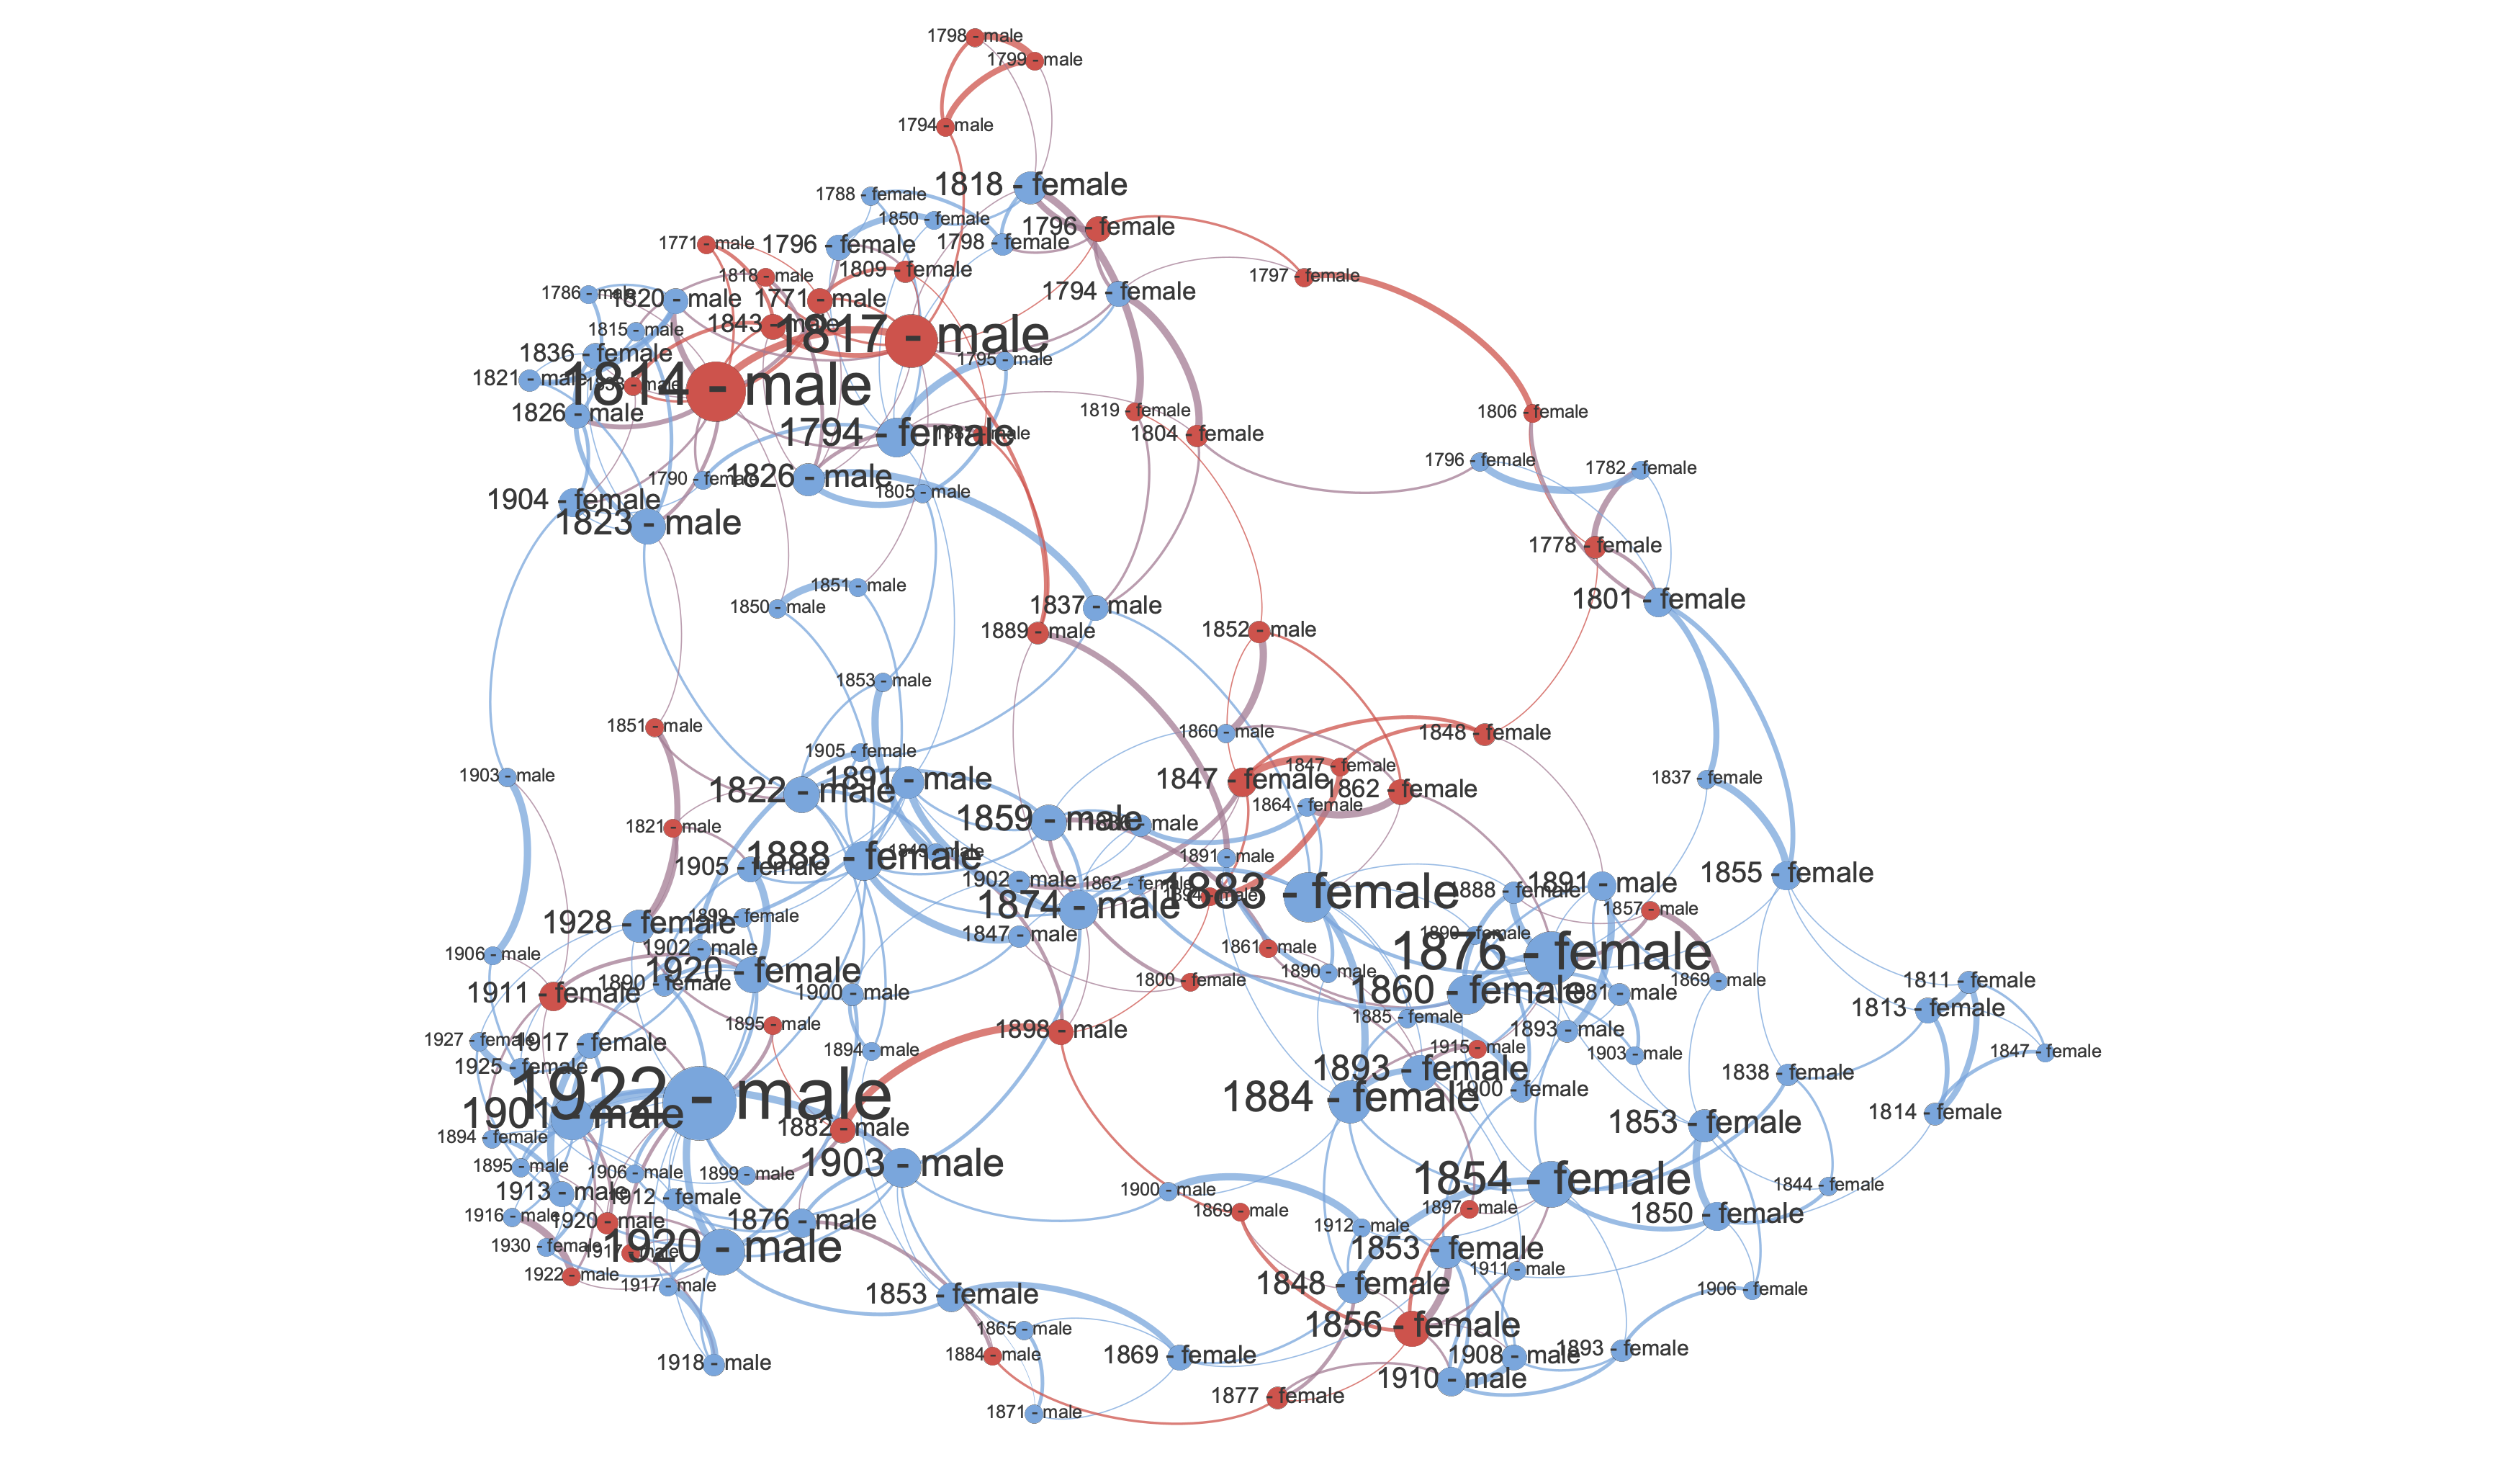 1798 - male
1799 - male
1794 - male
1818 - female
1788 - female
1850 - female
1796 - female
1771 - male
1796 - female
1798 - female
1809 - female
1818 - male
1797 - female
1794 - female
1786 - male
1820 - male
1771 - male
1843 - male
1815 - male
1817 - male
1836 - female
1795 - male
1821 - male
1814 - male
1826 - male
1819 - female
1806 - female
1794 - female
male
1804 - female
1796 - female
1782 - female
1790 - female
1826 - male
1805 - male
1904 - female
1823 - male
1778 - female
1851 - male
1850 - male
1837 - male
1801 - female
1889 - male
1852 - male
1853 - male
1851 - male
1860 - male
1848 - female
1905 - female
1903 - male
1847 - female
1847 - female
1837 - female
1822 - male
1891 - male
1862 - female
1864 - female
1859 - male
male
1821 - male
1905 - female
1888 - female
1891 - male
1855 - female
1902 - male
1862 - female
1883 - female
1888 - female
1891 - male
1874 - male
1857 - male
1928 - female
1899 - female
1847 - male
1890 - female
1902 - male
1861 - male
1876 - female
1906 - male
1920 - female
1890 - female
1890 - male
1800 - female
1869 - male
1811 - female
1911 - female
1900 - male
1860 - female
1881 - male
1813 - female
1895 - male
1898 - male
1885 - female
1893 - male
1927 - female
1917 - female
1894 - male
1915 - male
1903 - male
1847 - female
1925 - female
1893 - female
1838 - female
1922 - male
1884 - female
1900 - female
1901 - male
1814 - female
1882 - male
1853 - female
1894 - female
1895 - male
1906 - male
1899 - male
1903 - male
1854 - female
1913 - male
1912 - female
1900 - male
1844 - female
1916 - male
1920 - male
1876 - male
1869 - male
1897 - male
1850 - female
1912 - male
1930 - female
1917 - male
1920 - male
1853 - female
1922 - male
1917 - male
1848 - female
1911 - male
1906 - female
1853 - female
1865 - male
1856 - female
1918 - male
1884 - male
1869 - female
1908 - male
1893 - female
1910 - male
1877 - female
1871 - male